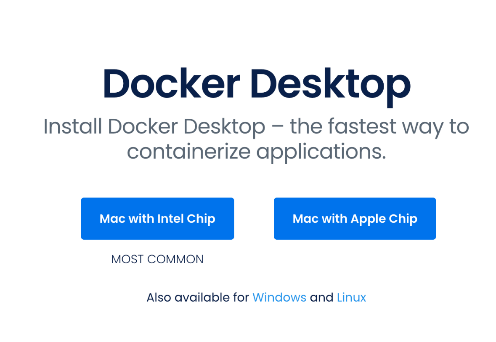 Docker Desktop
Install Docker Desktop – the fastest way to
containerize applications.
Mac with Intel Chip
Mac with Apple Chip
MOST COMMON
Also available for Windows and Linux